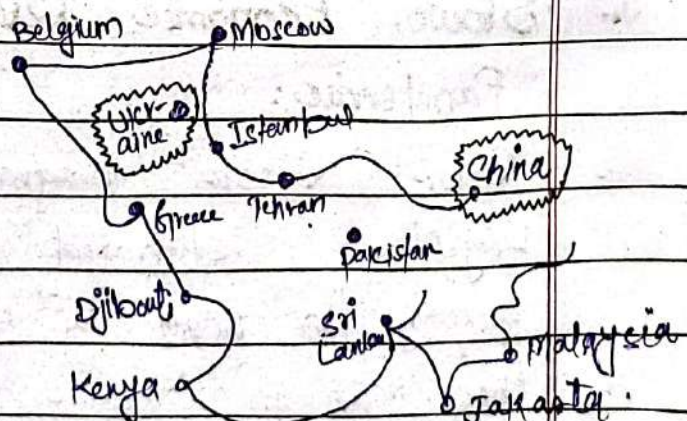 Belgium
Moscow
Ukr-
aine
Istanbul
China
Tehran
Greece
Pakistan
Djibouti
Sri
Lanka
Malaysia
Kenya
Jakarta.